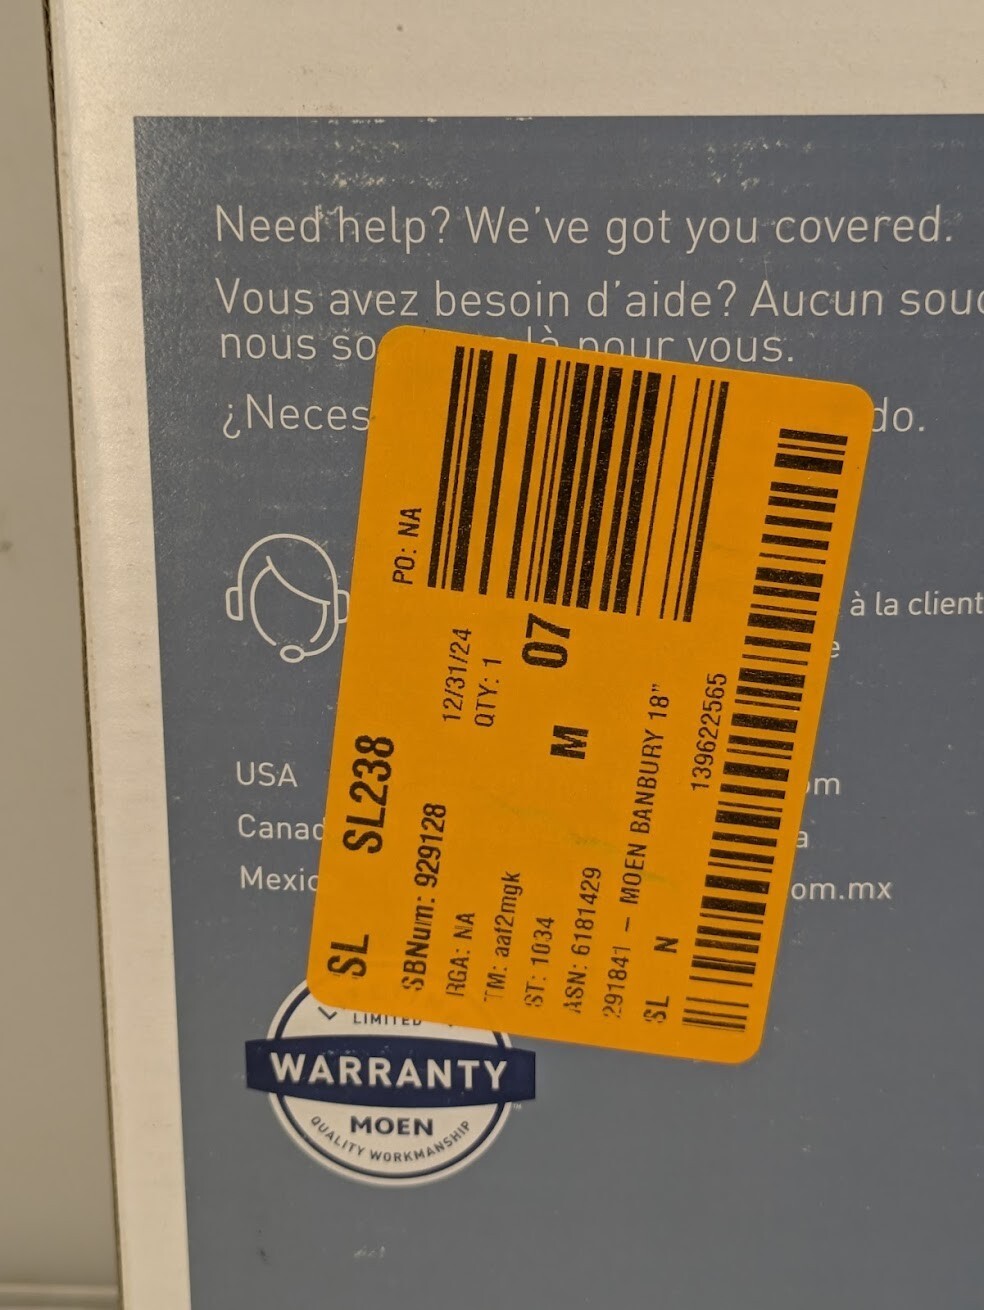 Need help? We've got you covered.
Vous avez besoin d'aide? Aucun souc
nous so là pour vous.
¿Neces do.
à la client
e
USA om
Canad a
Mexic om.mx
SL SL238
PO: NA
SBNum: 929128
12/31/24
RGA: NA
QTY: 1
TM: aat2mgk
ST: 1034
M 07
ASN: 6181429
291841 – MOEN BANBURY 18"
SL N
139622565
LIMITED
WARRANTY
™
MOEN
QUALITY WORKMANSHIP